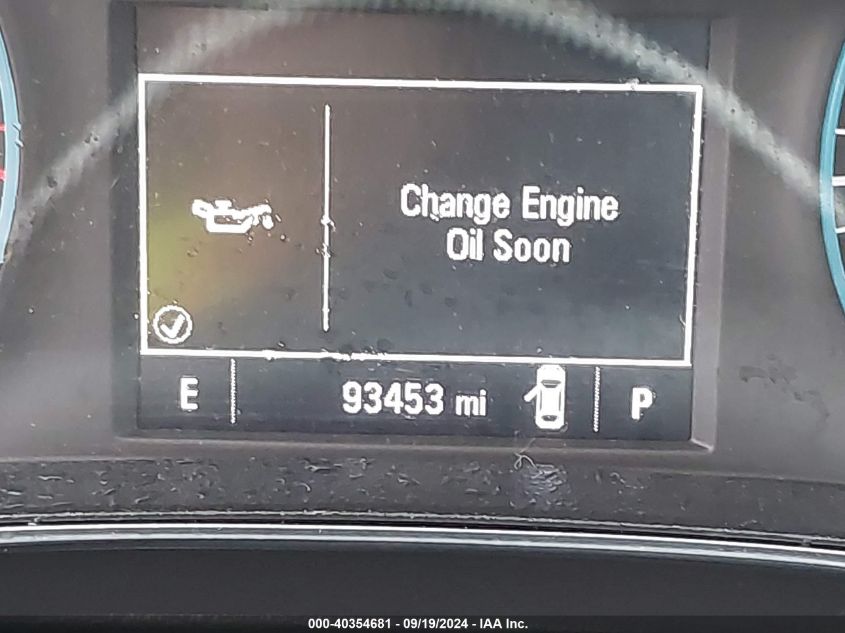 Change Engine
Oil Soon
E 93453 mi P
000-40354681 - 09/19/2024 - IAA Inc.